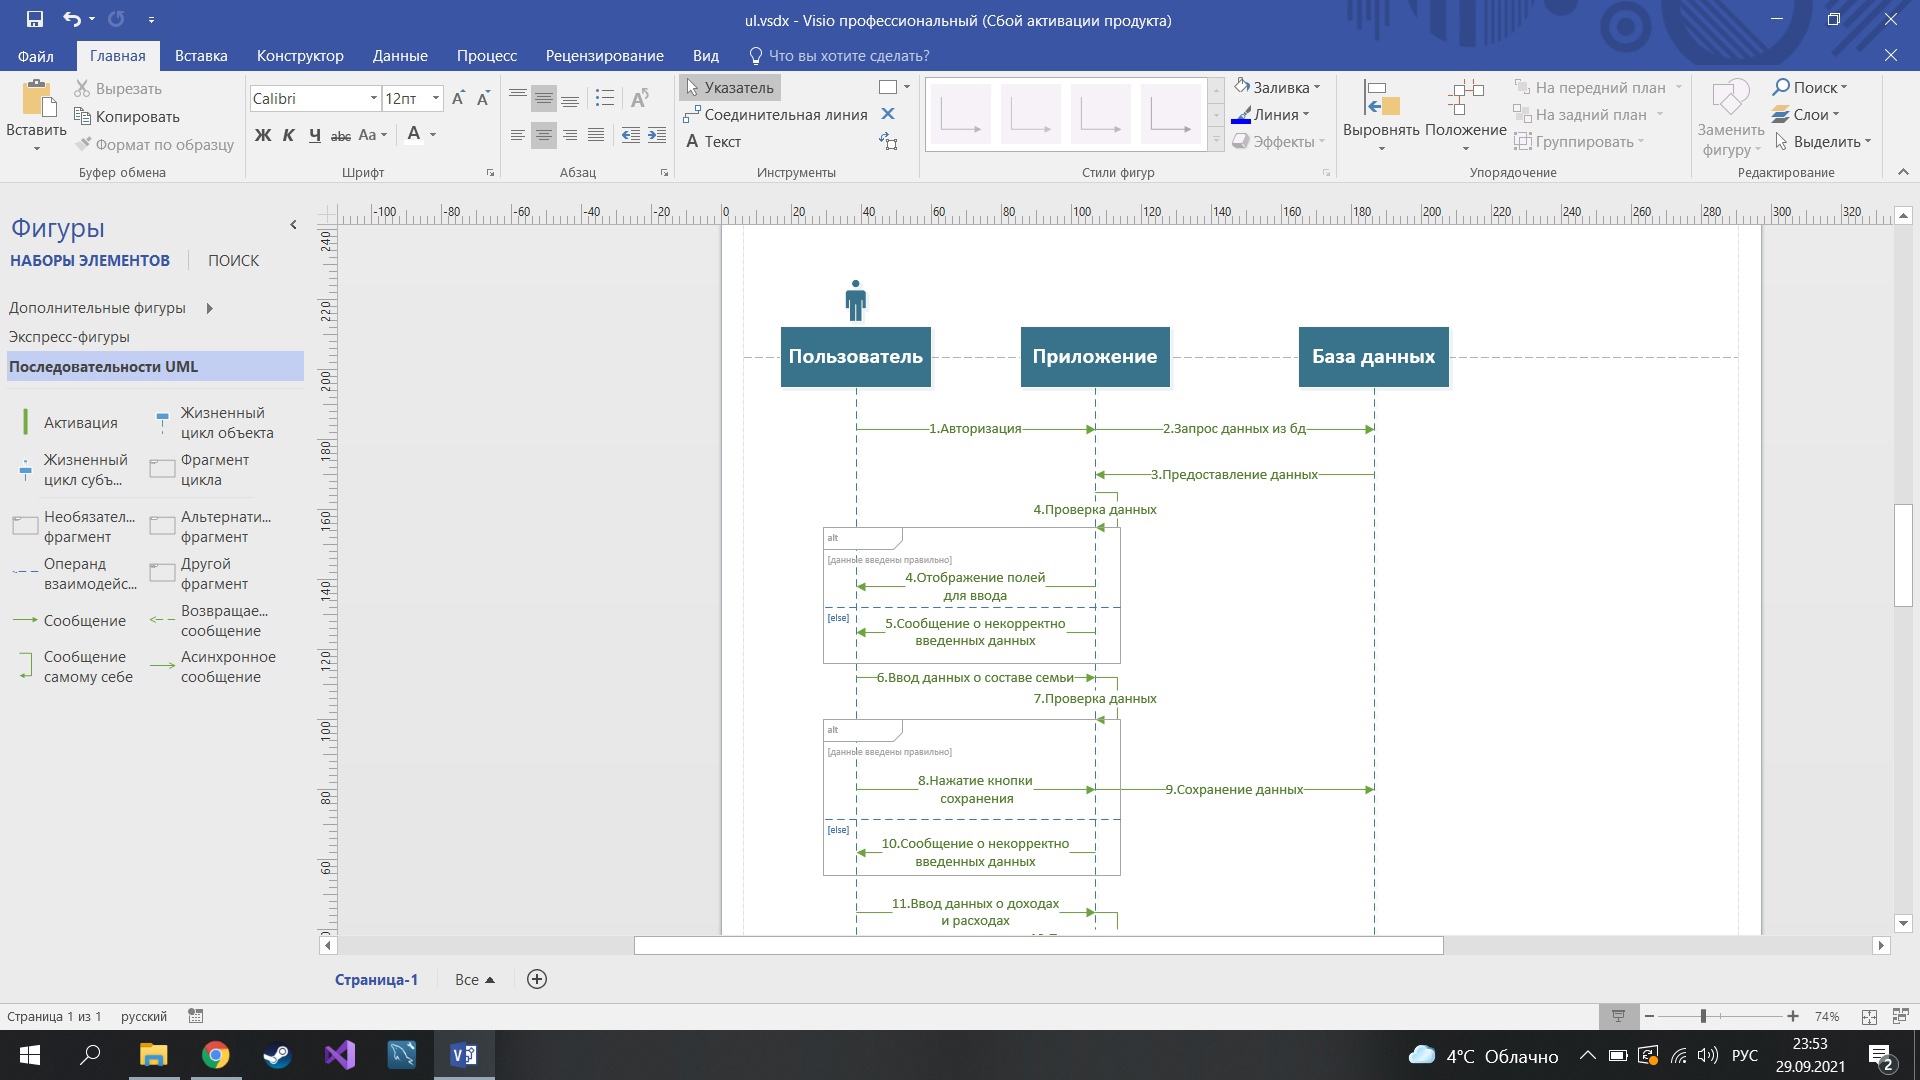 ul.vsdx - Visio профессиональный (Сбой активации продукта)
Файл Главная Вставка Конструктор Данные Процесс Рецензирование Вид Что вы хотите сделать?
Вставить
Вырезать
Копировать
Формат по образцу
Буфер обмена
Calibri 12пт
Ж К Ч abc Aa A
Шрифт
Абзац
Указатель
Соединительная линия
A Текст
Инструменты
Стили фигур
Заливка
Линия
Эффекты
Выровнять Положение
На передний план
На задний план
Группировать
Упорядочение
Заменить
фигуру
Поиск
Слои
Выделить
Редактирование
Фигуры
НАБОРЫ ЭЛЕМЕНТОВ ПОИСК
Дополнительные фигуры
Экспресс-фигуры
Последовательности UML
Активация
Жизненный
цикл объекта
Жизненный
цикл субъ...
Фрагмент
цикла
Необязател...
фрагмент
Альтернати...
фрагмент
Операнд
взаимодейс...
Другой
фрагмент
Сообщение
Возвращае...
сообщение
Сообщение
самому себе
Асинхронное
сообщение
-100 -80 -60 -40 -20 0 20 40 60 80 100 120 140 160 180 200 220 240 260 280 300 320
240
220
200
180
160
140
120
100
80
60
Пользователь Приложение База данных
1.Авторизация 2.Запрос данных из бд
3.Предоставление данных
4.Проверка данных
alt
[данные введены правильно]
4.Отображение полей
для ввода
[else]
5.Сообщение о некорректно
введенных данных
6.Ввод данных о составе семьи
7.Проверка данных
alt
[данные введены правильно]
8.Нажатие кнопки
сохранения
9.Сохранение данных
[else]
10.Сообщение о некорректно
введенных данных
11.Ввод данных о доходах
и расходах
Страница-1 Все
Страница 1 из 1 русский 74%
4°C Облачно РУС 23:53
29.09.2021 2